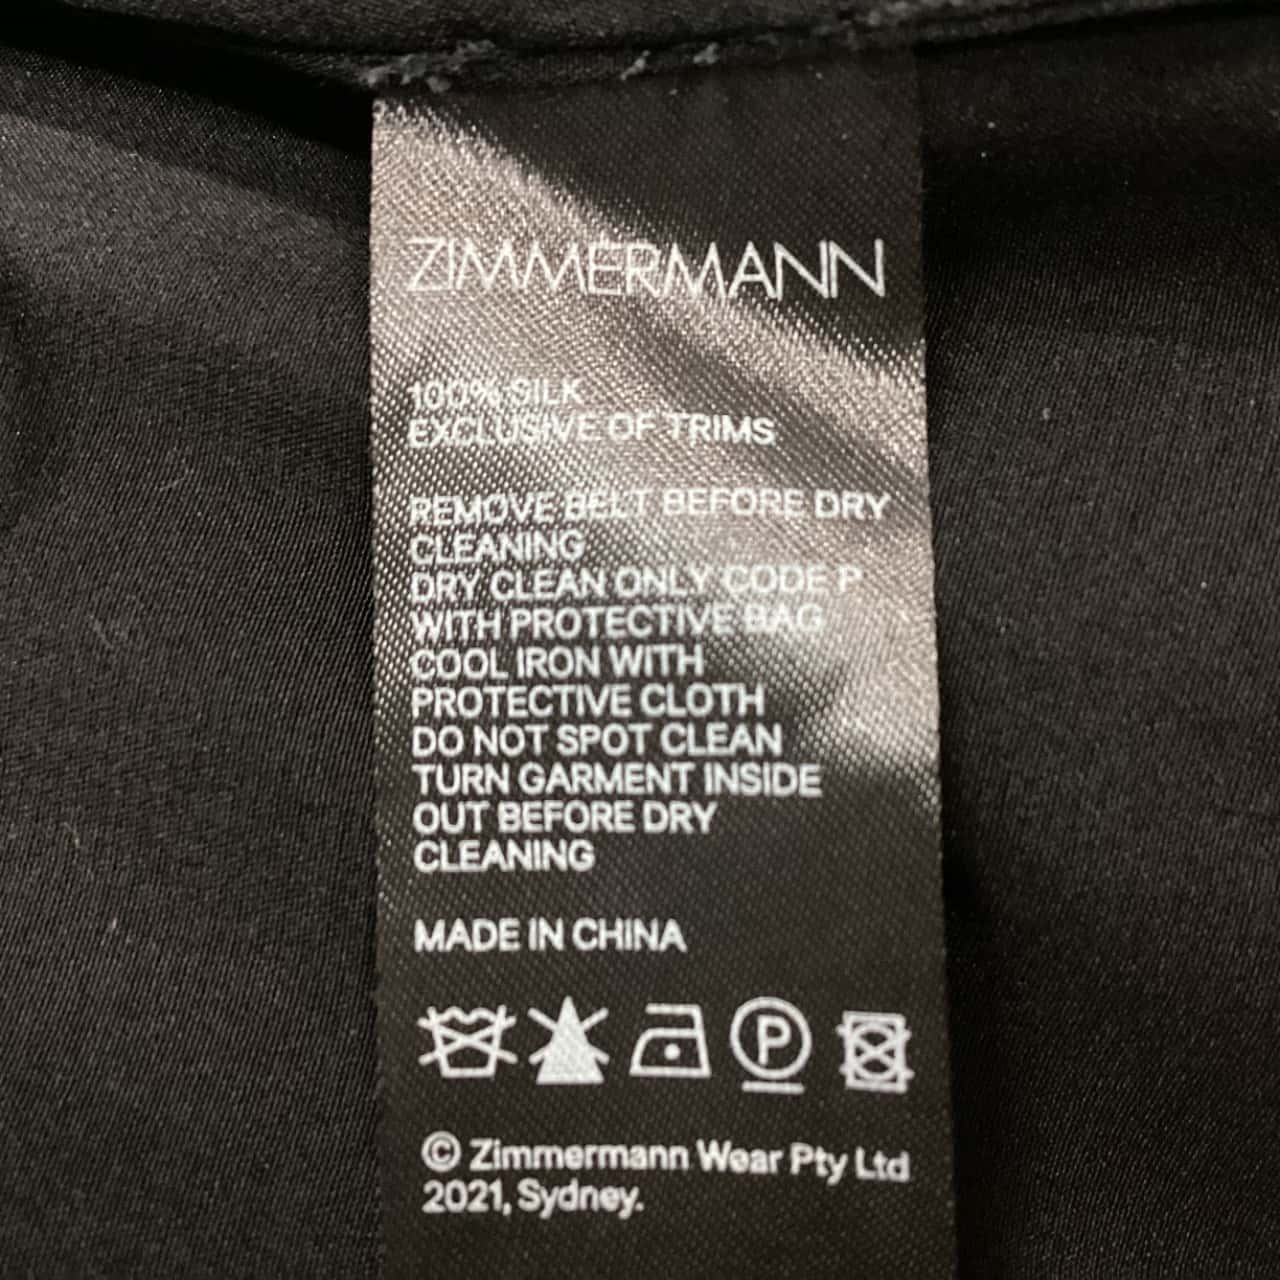 ZIMMERMANN
100% SILK
EXCLUSIVE OF TRIMS
REMOVE BELT BEFORE DRY
CLEANING
DRY CLEAN ONLY CODE P
WITH PROTECTIVE BAG
COOL IRON WITH
PROTECTIVE CLOTH
DO NOT SPOT CLEAN
TURN GARMENT INSIDE
OUT BEFORE DRY
CLEANING
MADE IN CHINA
P
© Zimmermann Wear Pty Ltd
2021, Sydney.